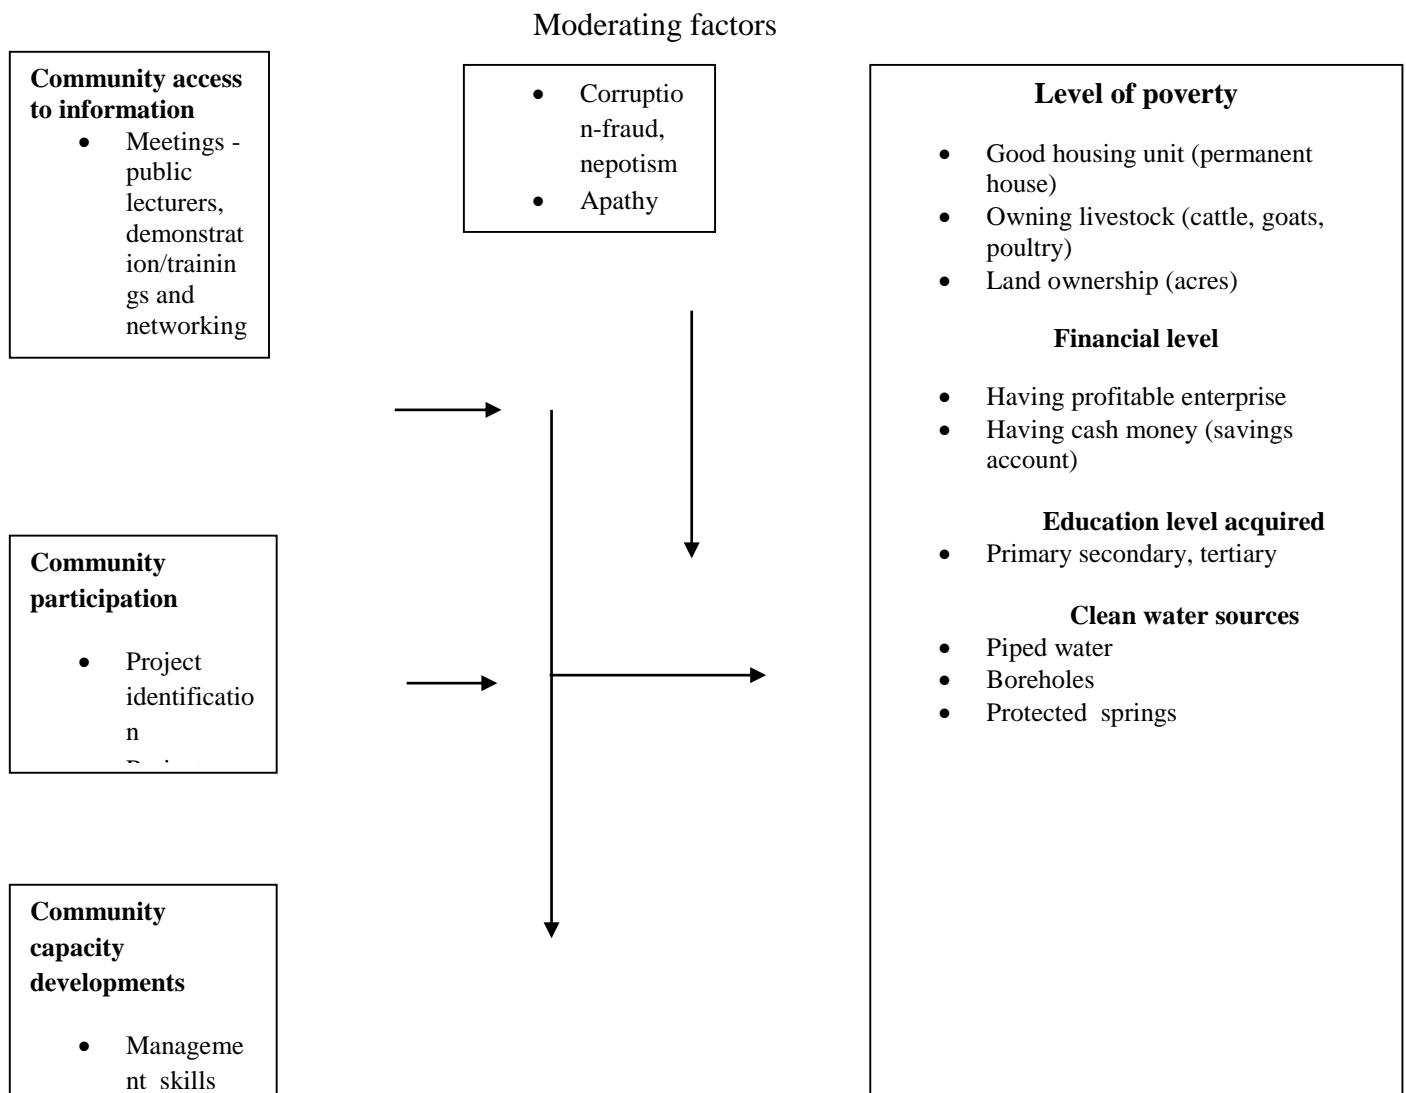 Moderating factors
Community access
to information
• Meetings -
public
lecturers,
demonstrat
ion/trainin
gs and
networking
• Corruptio
n-fraud,
nepotism
• Apathy
Level of poverty
• Good housing unit (permanent
house)
• Owning livestock (cattle, goats,
poultry)
• Land ownership (acres)
Financial level
• Having profitable enterprise
• Having cash money (savings
account)
Education level acquired
• Primary secondary, tertiary
Clean water sources
• Piped water
• Boreholes
• Protected  springs
Community
participation
• Project
identificatio
n
Community
capacity
developments
• Manageme
nt  skills